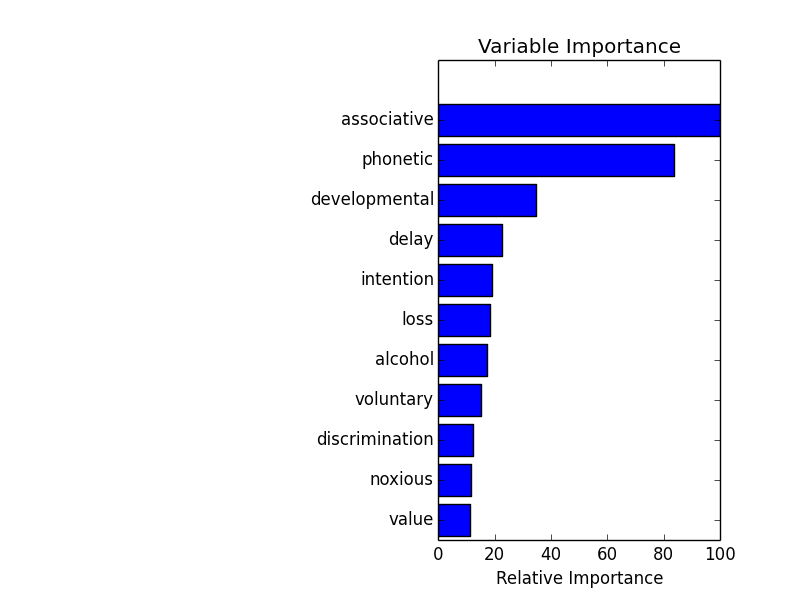 Variable Importance
associative
phonetic
developmental
delay
intention
loss
alcohol
voluntary
discrimination
noxious
value
0 20 40 60 80 100
Relative Importance